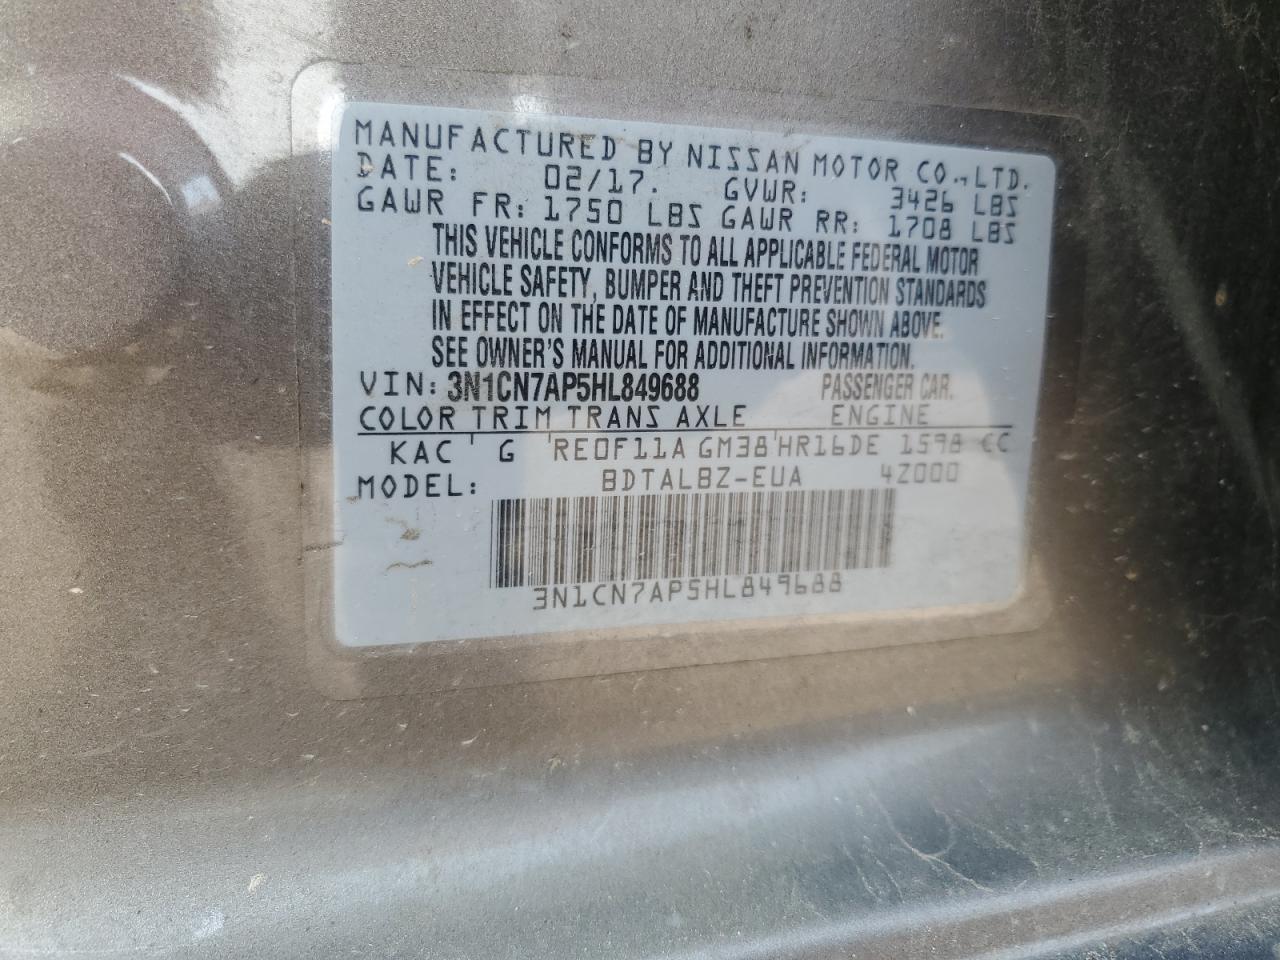 MANUFACTURED BY NISSAN MOTOR CO.,LTD.
DATE: 02/17. GVWR: 3426 LBS
GAWR FR: 1750 LBS GAWR RR: 1708 LBS
THIS VEHICLE CONFORMS TO ALL APPLICABLE FEDERAL MOTOR
VEHICLE SAFETY, BUMPER AND THEFT PREVENTION STANDARDS
IN EFFECT ON THE DATE OF MANUFACTURE SHOWN ABOVE.
SEE OWNER'S MANUAL FOR ADDITIONAL INFORMATION.
VIN: 3N1CN7AP5HL849688 PASSENGER CAR.
COLOR TRIM TRANS AXLE ENGINE
KAC ' G 'RE0F11A GM38'HR16DE 1598 CC
MODEL: BDTALBZ-EUA 4Z000
3N1CN7AP5HL849688